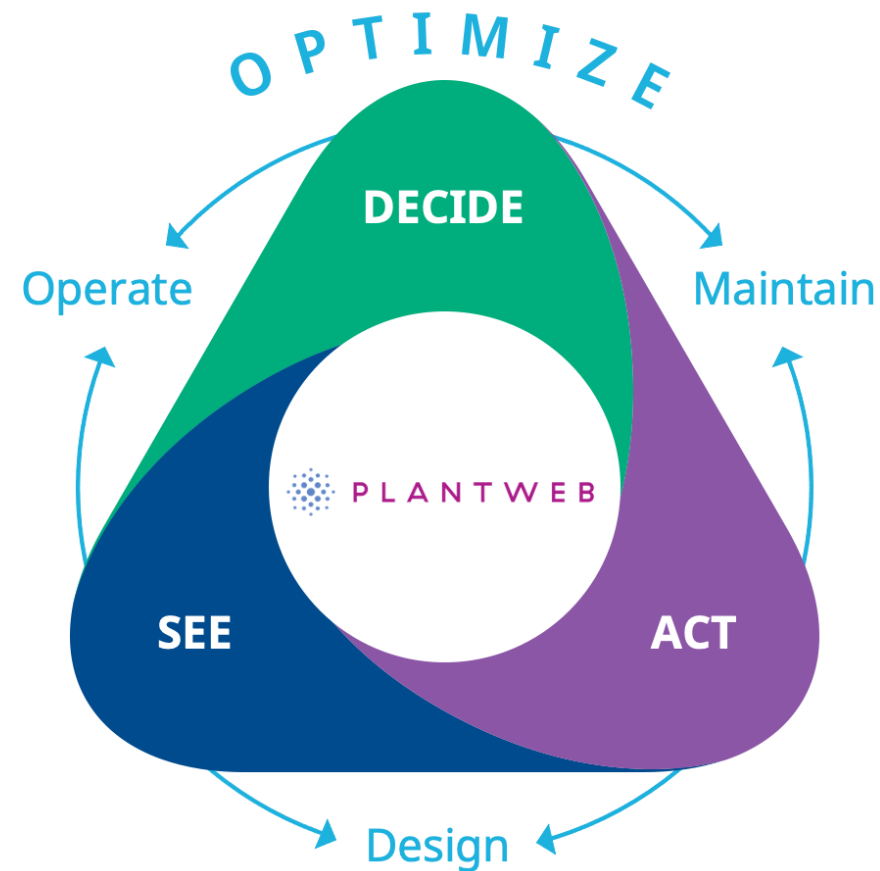 OPTIMIZE
DECIDE
Operate
Maintain
PLANTWEB
SEE
ACT
Design